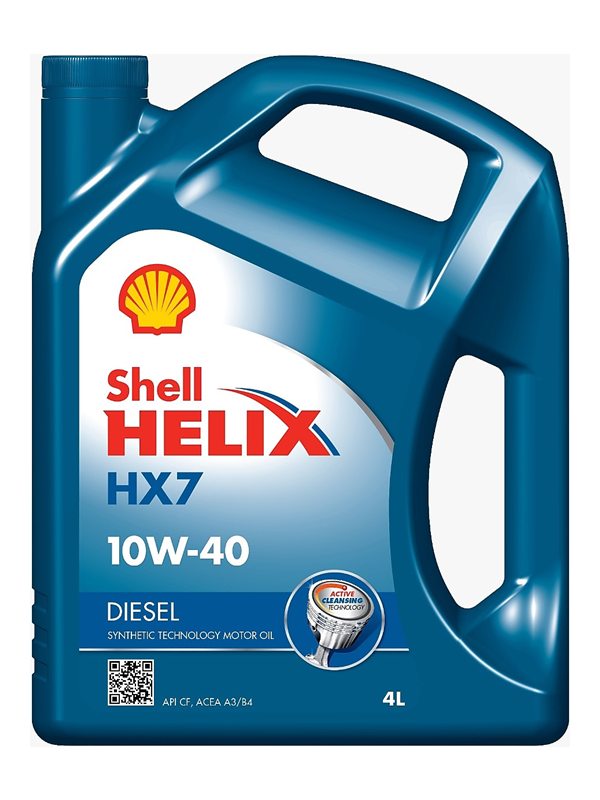 Shell
HELIX
HX7
10W-40
DIESEL
SYNTHETIC TECHNOLOGY MOTOR OIL
ACTIVE
CLEANSING
TECHNOLOGY
API CF, ACEA A3/B4
4L